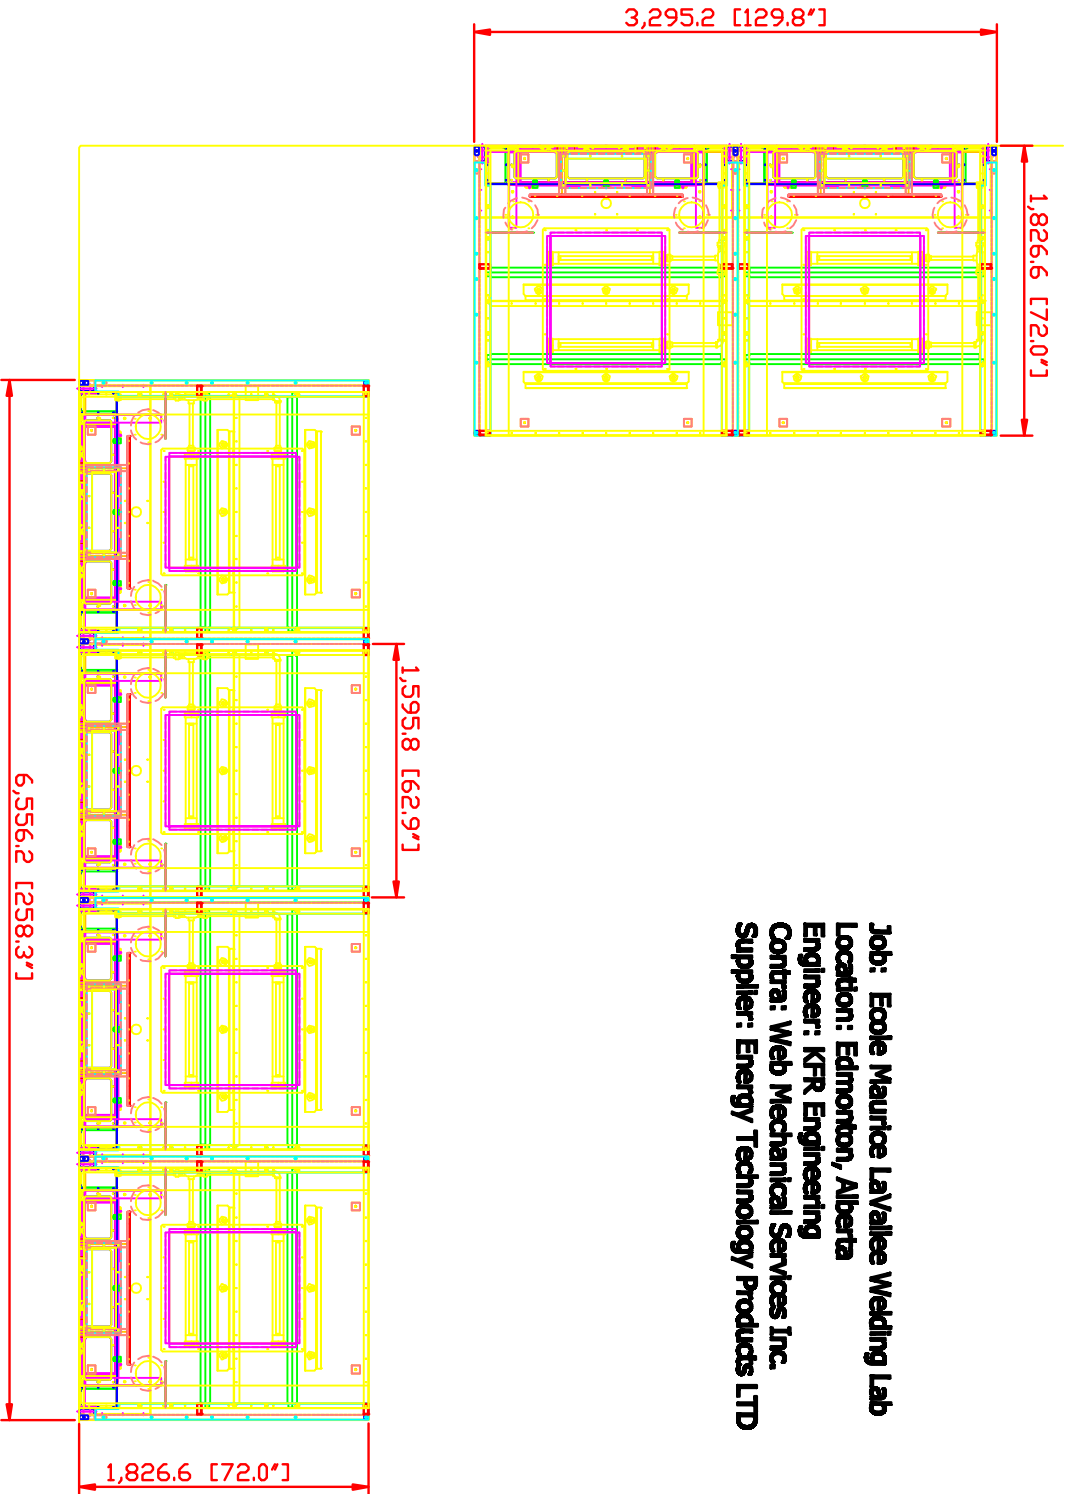 3,295.2 [129.8"]
1,826.6 [72.0"]
1,595.8 [62.9"]
6,556.2 [258.3"]
1,826.6 [72.0"]
Job: Ecole Maurice LaVallee Welding Lab
Location: Edmonton, Alberta
Engineer: KFR Engineering
Contra: Web Mechanical Services Inc.
Supplier: Energy Technology Products LTD